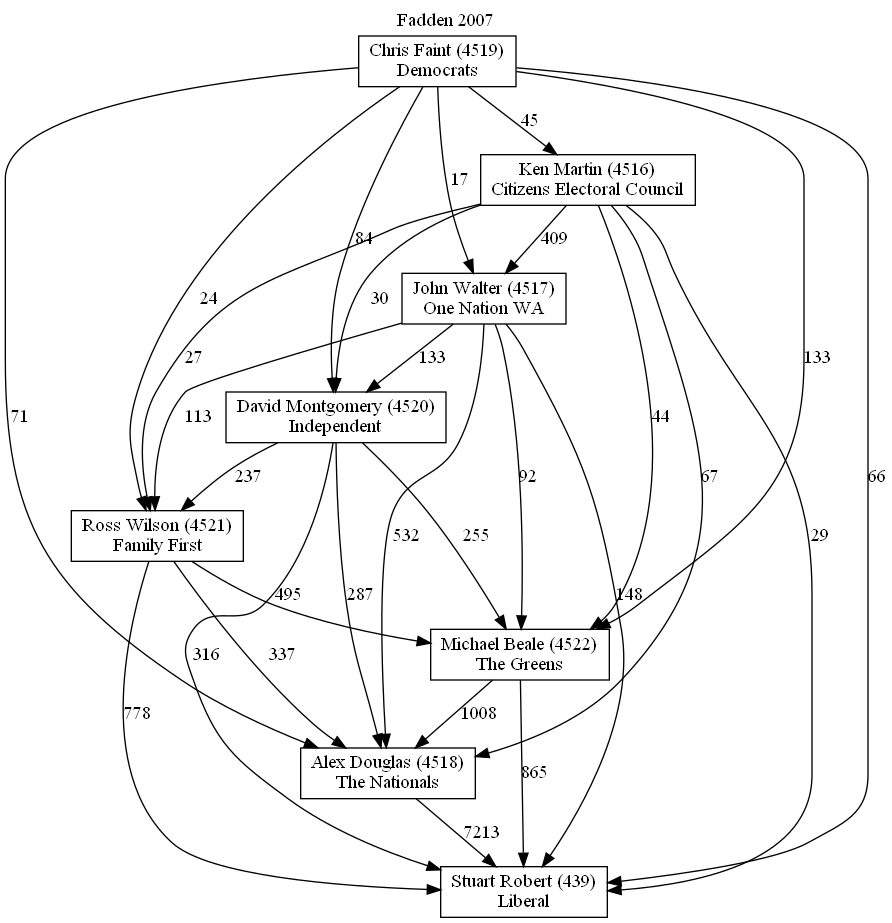 Fadden 2007
Chris Faint (4519)
Democrats
45
Ken Martin (4516)
Citizens Electoral Council
17
84
409
John Walter (4517)
One Nation WA
24
30
27
133
133
David Montgomery (4520)
Independent
71
113
44
237
92
67
66
Ross Wilson (4521)
Family First
532
255
29
495
287
148
Michael Beale (4522)
The Greens
316
337
778
1008
Alex Douglas (4518)
The Nationals
865
7213
Stuart Robert (439)
Liberal